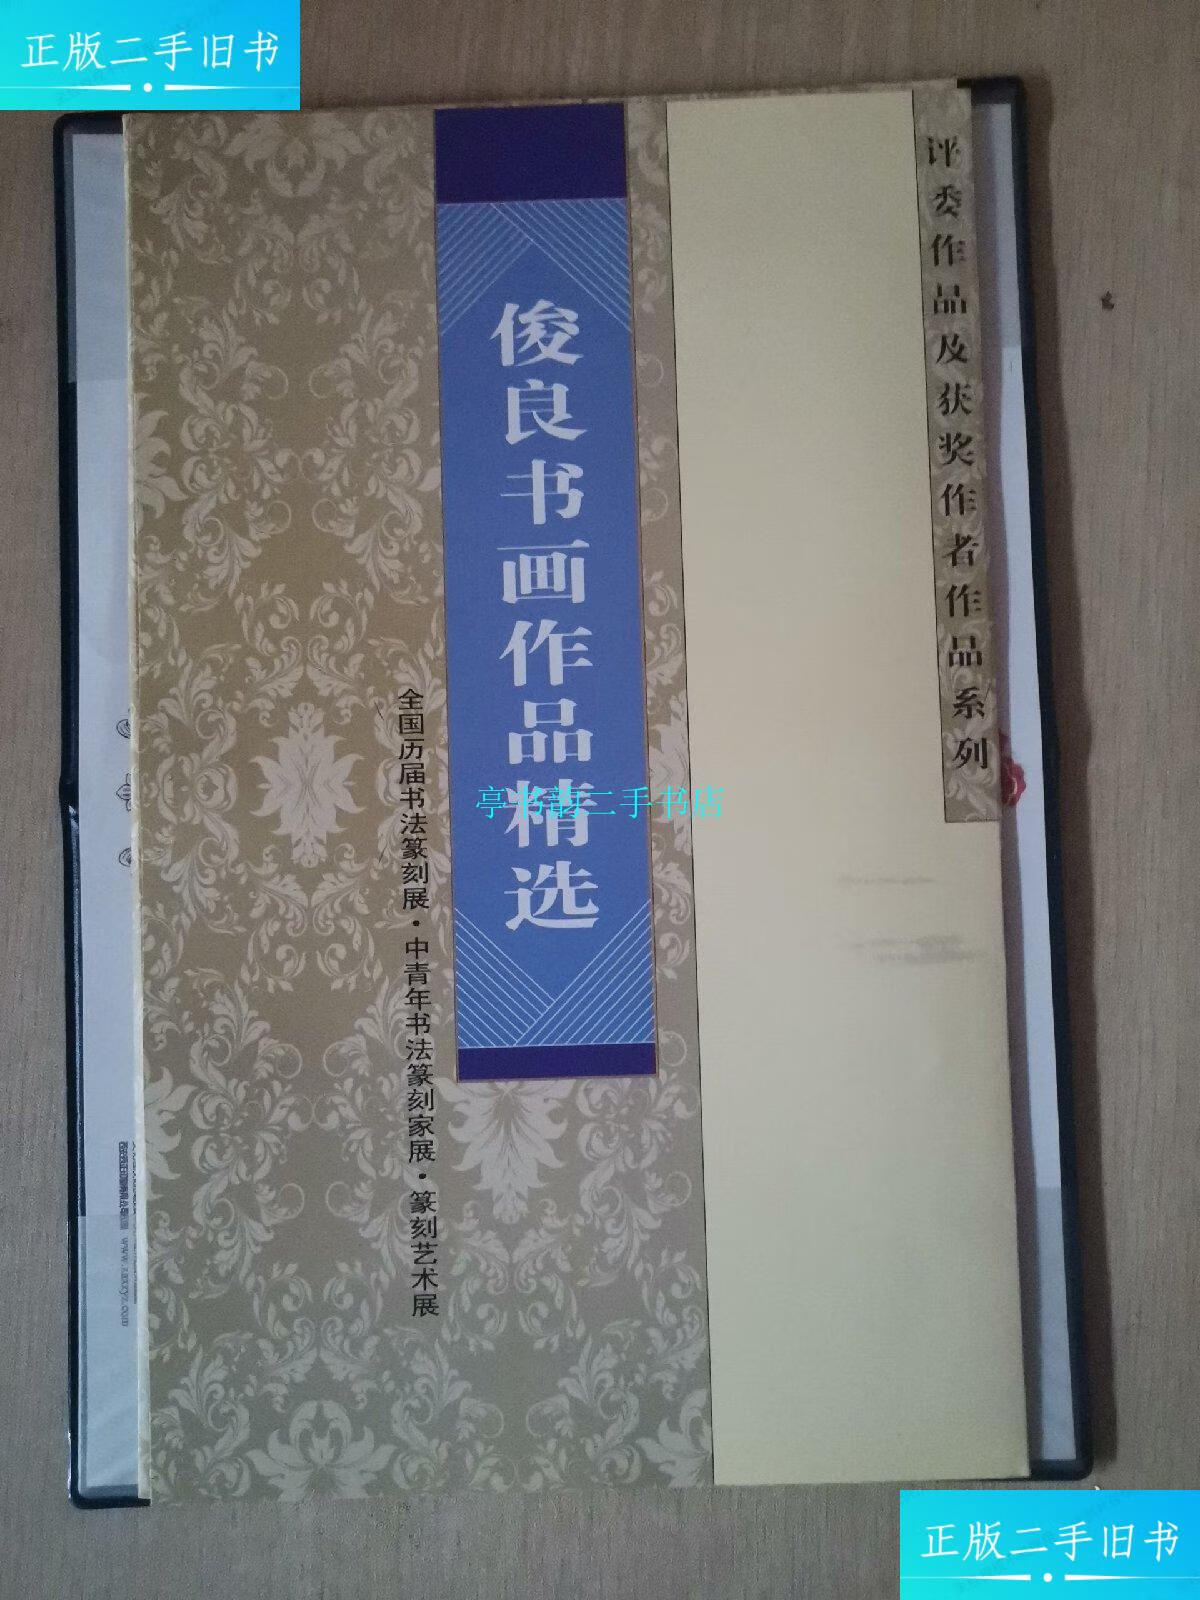 正版二手旧书
评委作品及获奖作者作品系列
俊良书画作品精选
全国历届书法篆刻展·中青年书法篆刻家展·篆刻艺术展
亭书韵二手书店
正版二手旧书